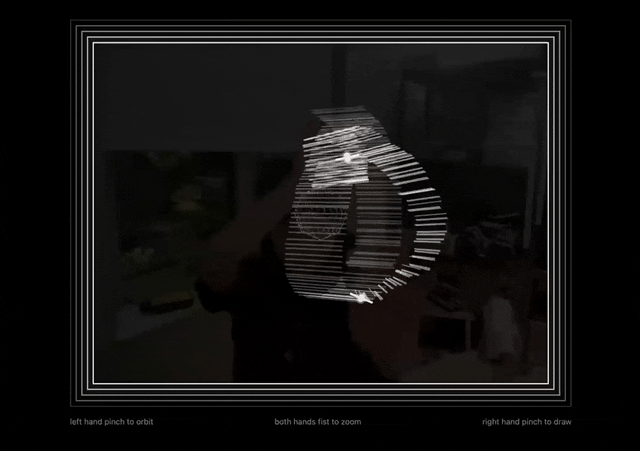 left hand pinch to orbit
both hands fist to zoom
right hand pinch to draw